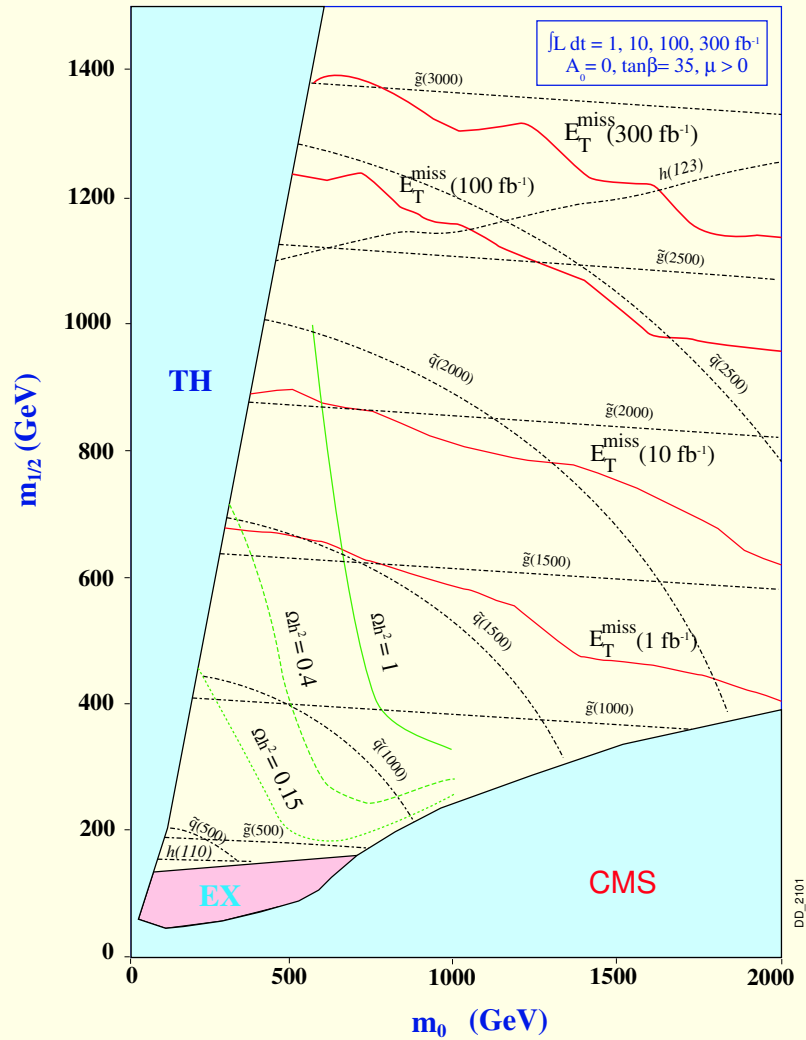 ∫L dt = 1, 10, 100, 300 fb⁻¹
A₀ = 0, tanβ = 35, μ > 0
1400
1200
1000
800
600
400
200
0
m₁/₂ (GeV)
g̃(3000)
E_T^miss (300 fb⁻¹)
h(123)
E_T^miss (100 fb⁻¹)
g̃(2500)
TH
q̃(2000)
q̃(2500)
g̃(2000)
E_T^miss (10 fb⁻¹)
g̃(1500)
Ωh² = 0.4
Ωh² = 1
q̃(1500)
E_T^miss (1 fb⁻¹)
g̃(1000)
Ωh² = 0.15
q̃(1000)
q̃(500)
g̃(500)
h(110)
EX
CMS
DD_2101
0
500
1000
1500
2000
m₀ (GeV)